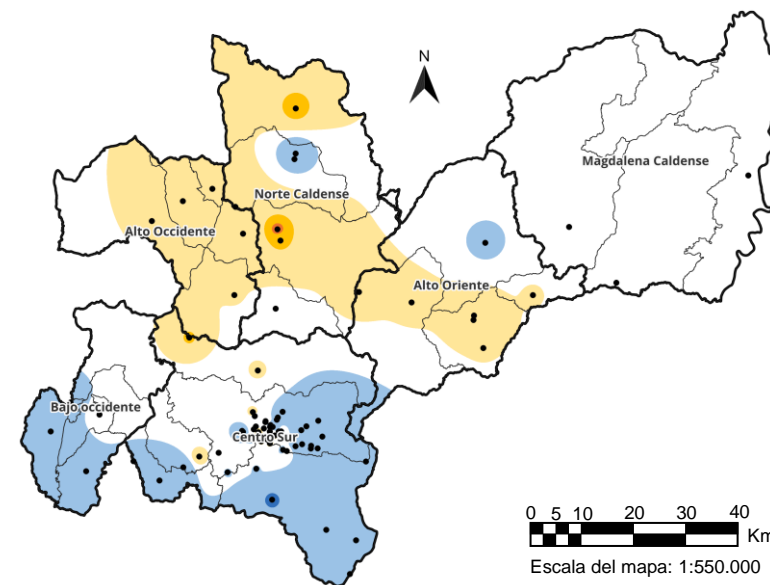 N
Magdalena Caldense
Norte Caldense
Alto Occidente
Alto Oriente
Bajo occidente
Centro Sur
0 5 10 20 30 40
Km
Escala del mapa: 1:550.000